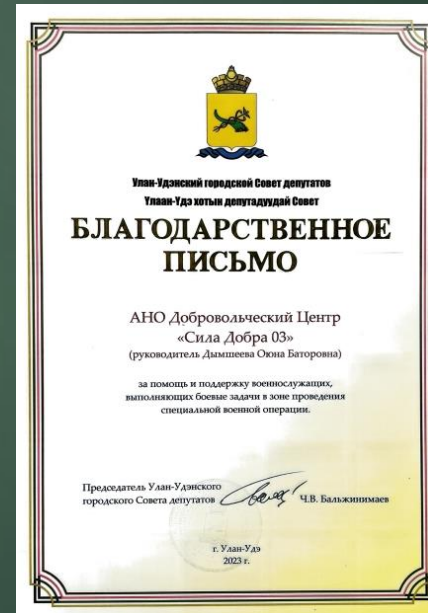 Улан-Удэнский городской Совет депутатов
Улаан-Удэ хотын депутадуудай Совет
БЛАГОДАРСТВЕННОЕ
ПИСЬМО
АНО Добровольческий Центр
«Сила Добра 03»
(руководитель Дымшеева Оюна Баторовна)
за помощь и поддержку военнослужащих,
выполняющих боевые задачи в зоне проведения
специальной военной операции.
Председатель Улан-Удэнского
городского Совета депутатов
Ч.В. Бальжинимаев
г. Улан-Удэ
2023 г.